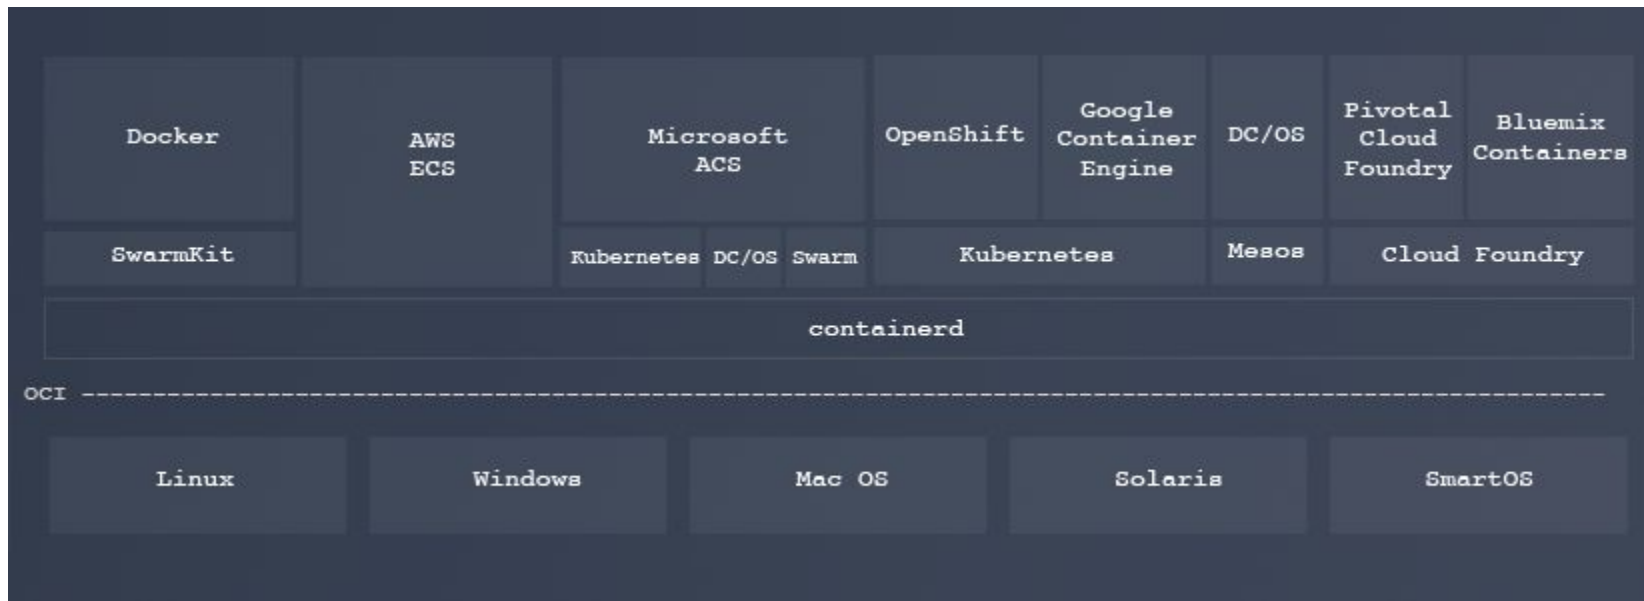 Docker
AWS
ECS
Microsoft
ACS
OpenShift
Google
Container
Engine
DC/OS
Pivotal
Cloud
Foundry
Bluemix
Containers
SwarmKit
Kubernetes
DC/OS
Swarm
Kubernetes
Mesos
Cloud Foundry
containerd
OCI
Linux
Windows
Mac OS
Solaris
SmartOS